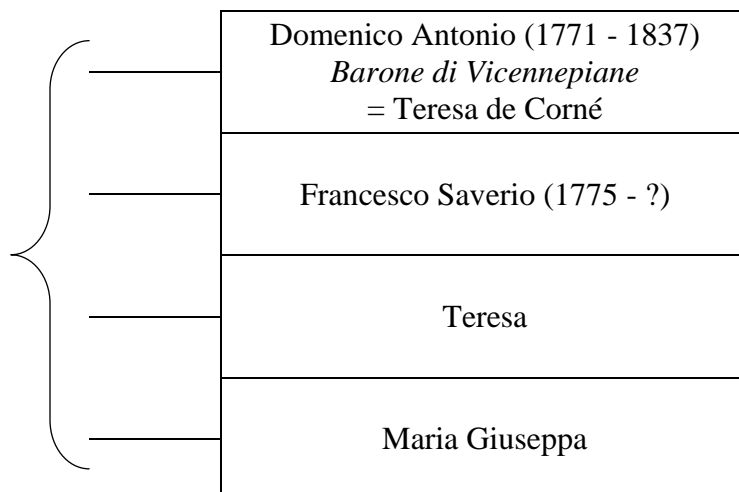 Domenico Antonio (1771 - 1837)
Barone di Vicennepiane
= Teresa de Corné
Francesco Saverio (1775 - ?)
Teresa
Maria Giuseppa